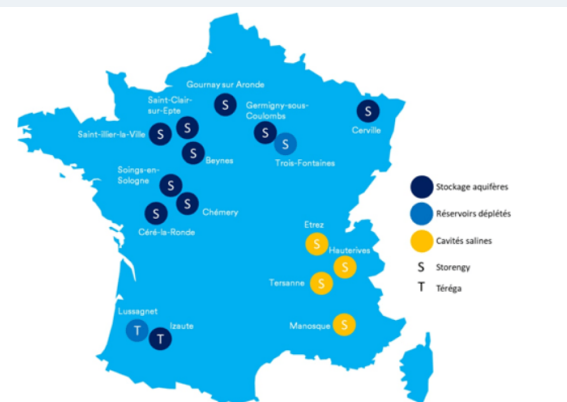 Gournay sur Aronde
S
Saint-Clair-
sur-Epte
S
Germigny-sous-
Coulombs
S
S
Cerville
Saint-illier-la-Ville
S
S
Beynes
S
Trois-Fontaines
Soings-en-
Sologne
S
S
Chémery
S
Céré-la-Ronde
Etrez
S
Hauterives
S
Tersanne
S
Manosque
S
Lussagnet
T
Izaute
T
Stockage aquifères
Réservoirs déplétés
Cavités salines
S Storengy
T Téréga